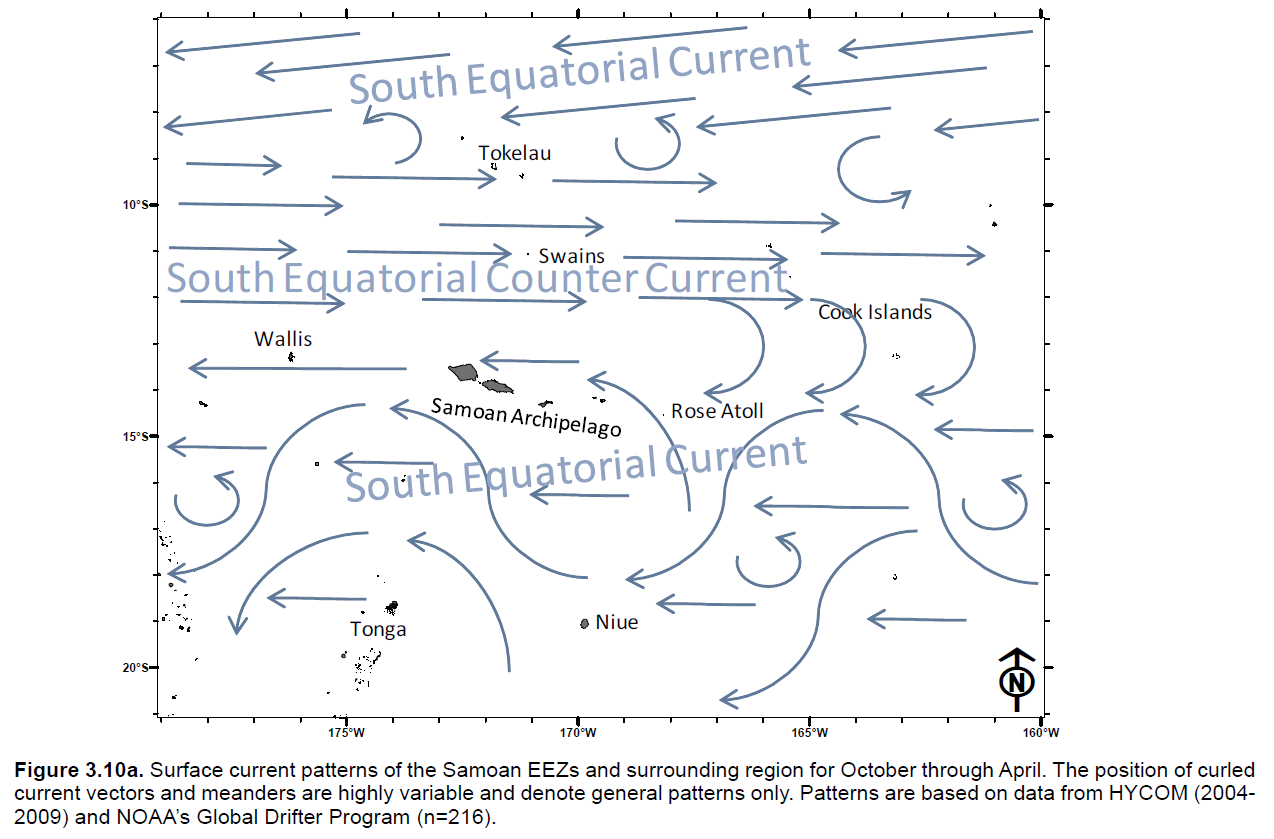 South Equatorial Current
Tokelau
10°S
Swains
South Equatorial Counter Current
Cook Islands
Wallis
Samoan Archipelago
Rose Atoll
15°S
South Equatorial Current
Niue
Tonga
20°S
N
175°W
170°W
165°W
160°W
Figure 3.10a. Surface current patterns of the Samoan EEZs and surrounding region for October through April. The position of curled
current vectors and meanders are highly variable and denote general patterns only. Patterns are based on data from HYCOM (2004-
2009) and NOAA's Global Drifter Program (n=216).